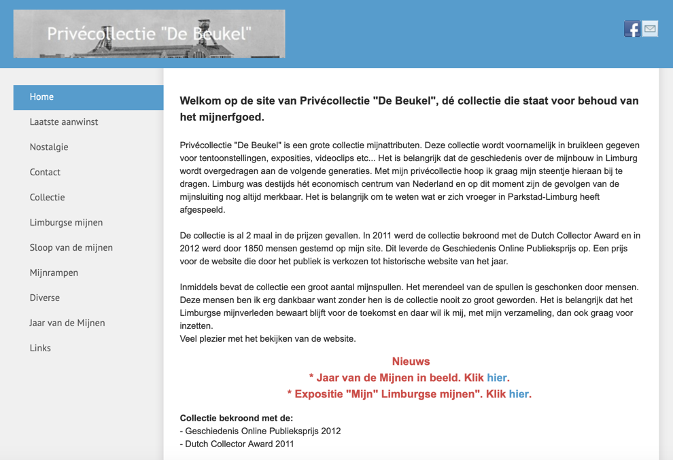 Privécollectie "De Beukel"
Home
Laatste aanwinst
Nostalgie
Contact
Collectie
Limburgse mijnen
Sloop van de mijnen
Mijnrampen
Diverse
Jaar van de Mijnen
Links
Welkom op de site van Privécollectie "De Beukel", dé collectie die staat voor behoud van
het mijnerfgoed.
Privécollectie "De Beukel" is een grote collectie mijnattributen. Deze collectie wordt voornamelijk in bruikleen gegeven
voor tentoonstellingen, exposities, videoclips etc... Het is belangrijk dat de geschiedenis over de mijnbouw in Limburg
wordt overgedragen aan de volgende generaties. Met mijn privécollectie hoop ik graag mijn steentje hieraan bij te
dragen. Limburg was destijds hét economisch centrum van Nederland en op dit moment zijn de gevolgen van de
mijnsluiting nog altijd merkbaar. Het is belangrijk om te weten wat er zich vroeger in Parkstad-Limburg heeft
afgespeeld.
De collectie is al 2 maal in de prijzen gevallen. In 2011 werd de collectie bekroond met de Dutch Collector Award en in
2012 werd door 1850 mensen gestemd op mijn site. Dit leverde de Geschiedenis Online Publieksprijs op. Een prijs
voor de website die door het publiek is verkozen tot historische website van het jaar.
Inmiddels bevat de collectie een groot aantal mijnspullen. Het merendeel van de spullen is geschonken door mensen.
Deze mensen ben ik erg dankbaar want zonder hen is de collectie nooit zo groot geworden. Het is belangrijk dat het
Limburgse mijnverleden bewaart blijft voor de toekomst en daar wil ik mij, met mijn verzameling, dan ook graag voor
inzetten.
Veel plezier met het bekijken van de website.
Nieuws
* Jaar van de Mijnen in beeld. Klik hier.
* Expositie "Mijn" Limburgse mijnen". Klik hier.
Collectie bekroond met de:
- Geschiedenis Online Publieksprijs 2012
- Dutch Collector Award 2011